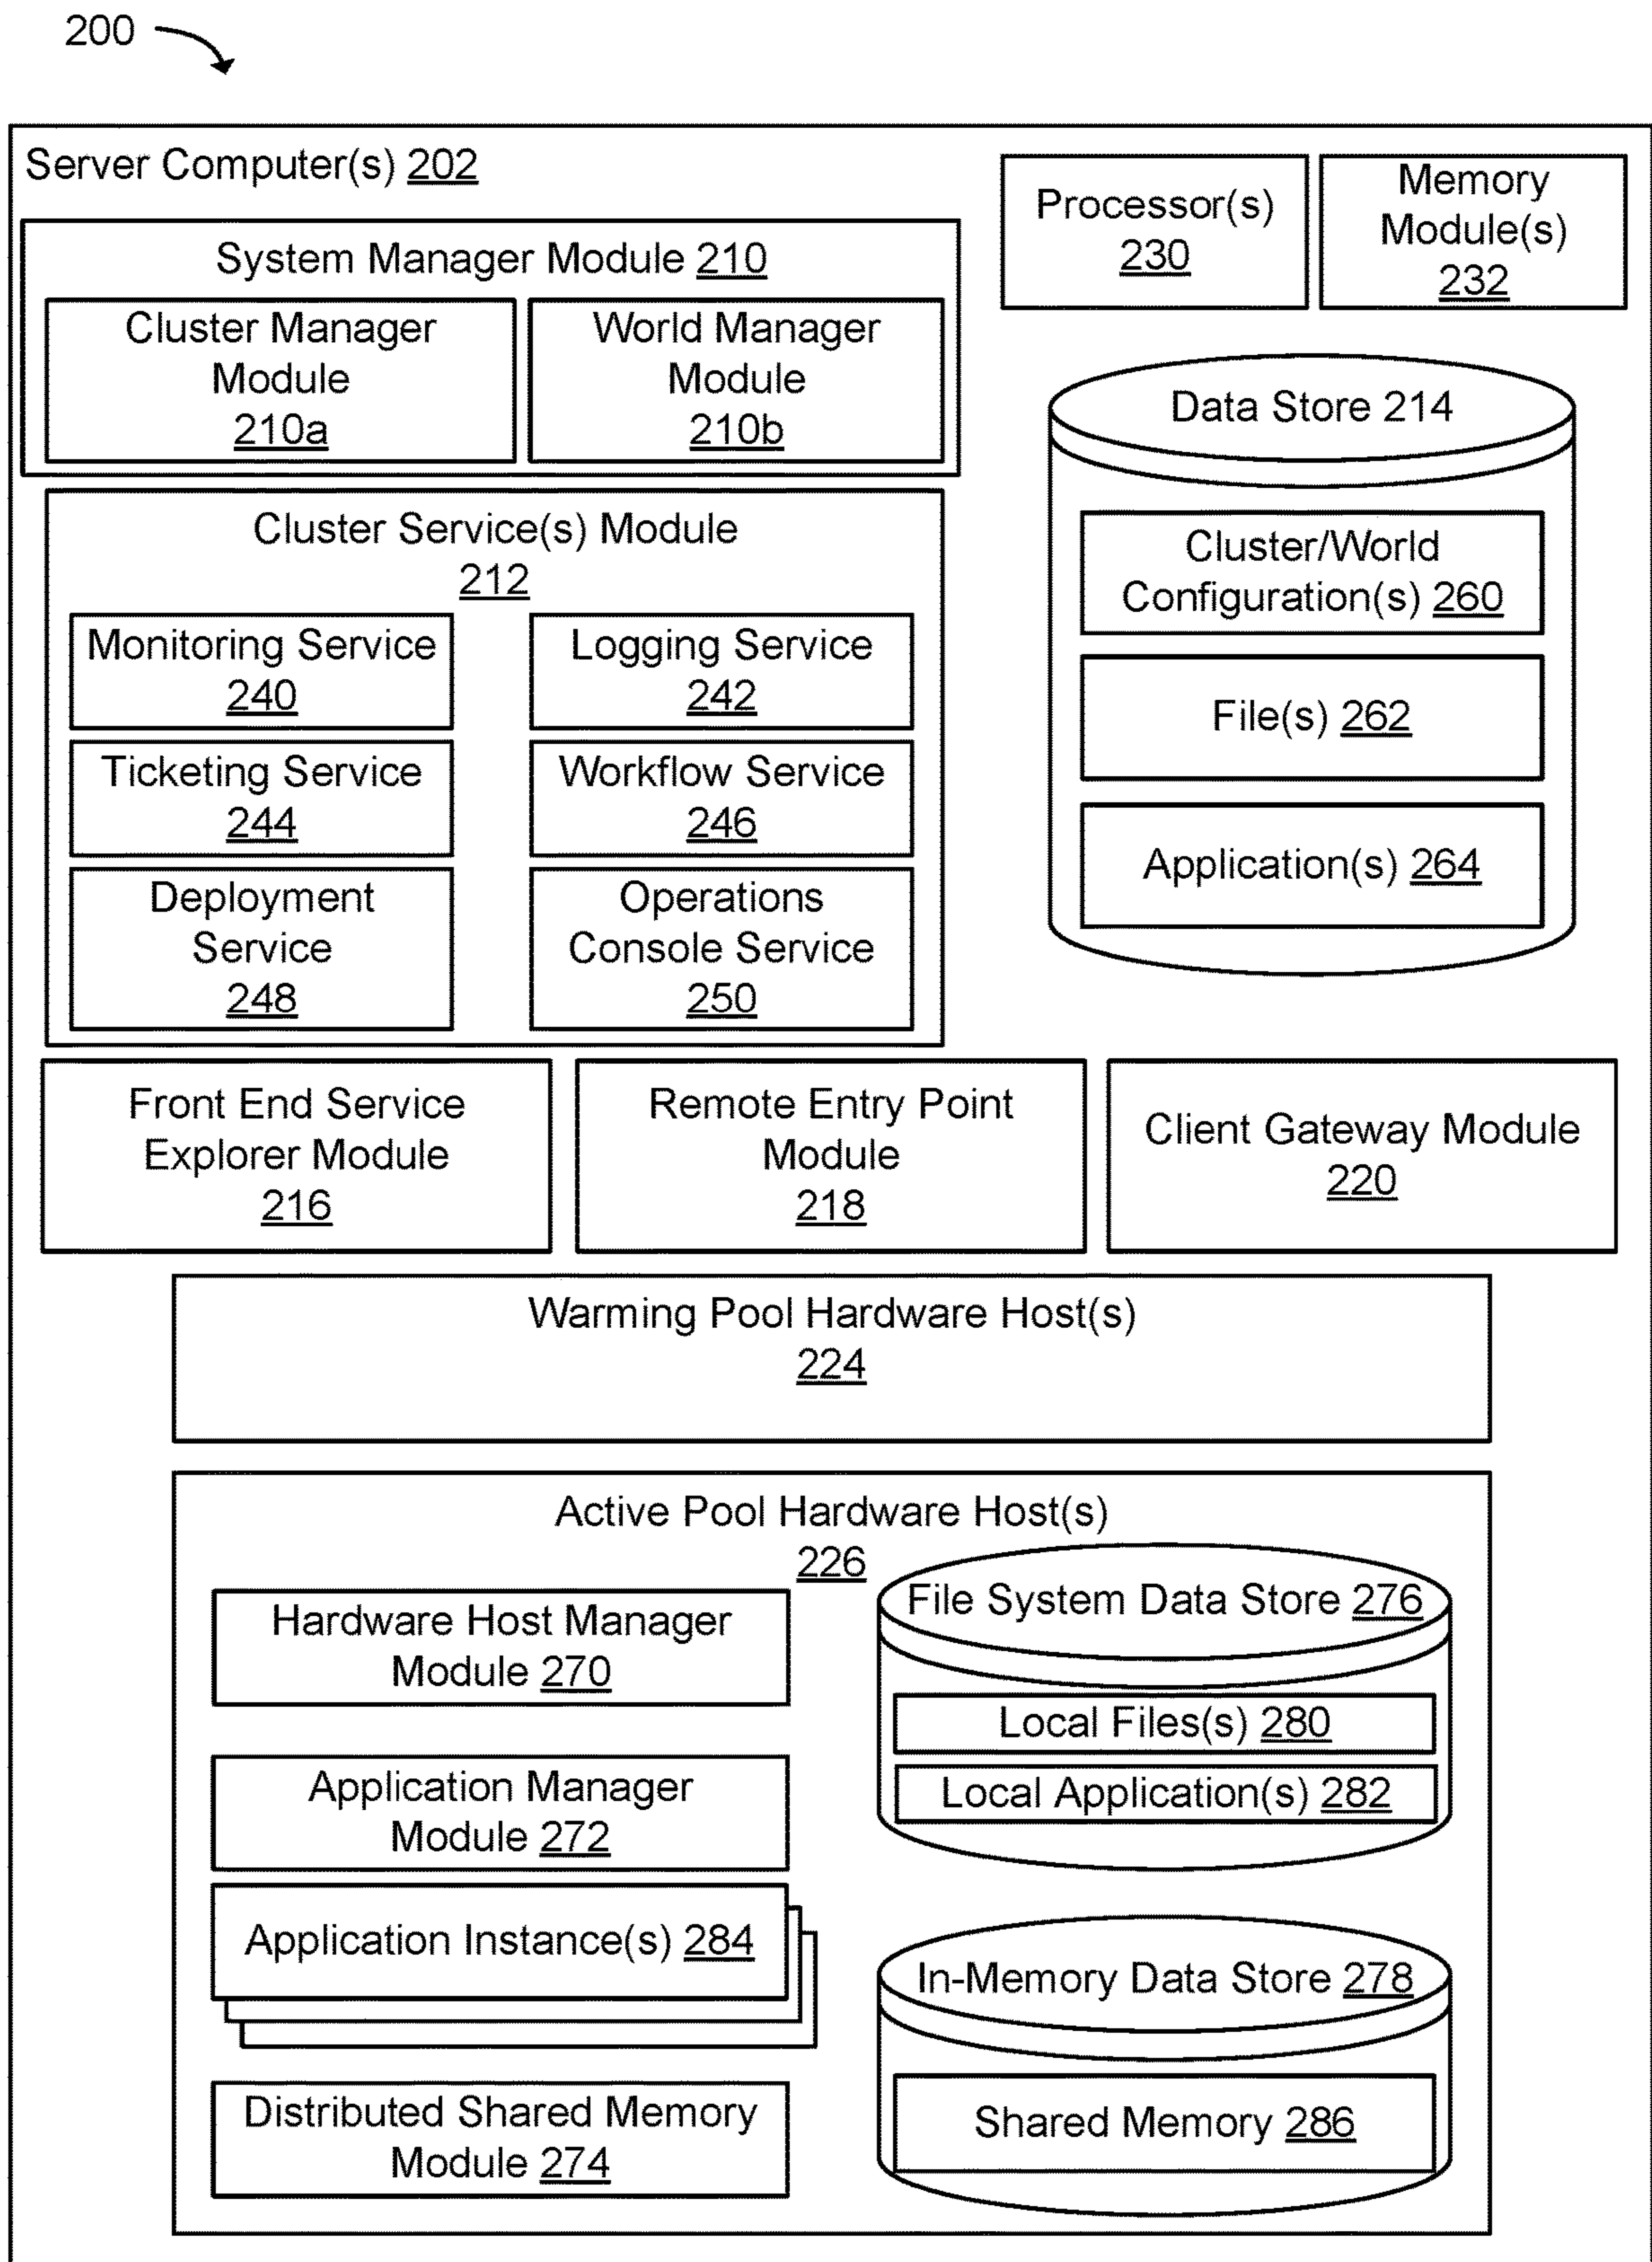 200
Server Computer(s) 202
System Manager Module 210
Cluster Manager
Module
210a
World Manager
Module
210b
Processor(s)
230
Memory
Module(s)
232
Cluster Service(s) Module
212
Monitoring Service
240
Logging Service
242
Ticketing Service
244
Workflow Service
246
Deployment
Service
248
Operations
Console Service
250
Data Store 214
Cluster/World
Configuration(s) 260
File(s) 262
Application(s) 264
Front End Service
Explorer Module
216
Remote Entry Point
Module
218
Client Gateway Module
220
Warming Pool Hardware Host(s)
224
Active Pool Hardware Host(s)
226
Hardware Host Manager
Module 270
Application Manager
Module 272
Application Instance(s) 284
Distributed Shared Memory
Module 274
File System Data Store 276
Local Files(s) 280
Local Application(s) 282
In-Memory Data Store 278
Shared Memory 286